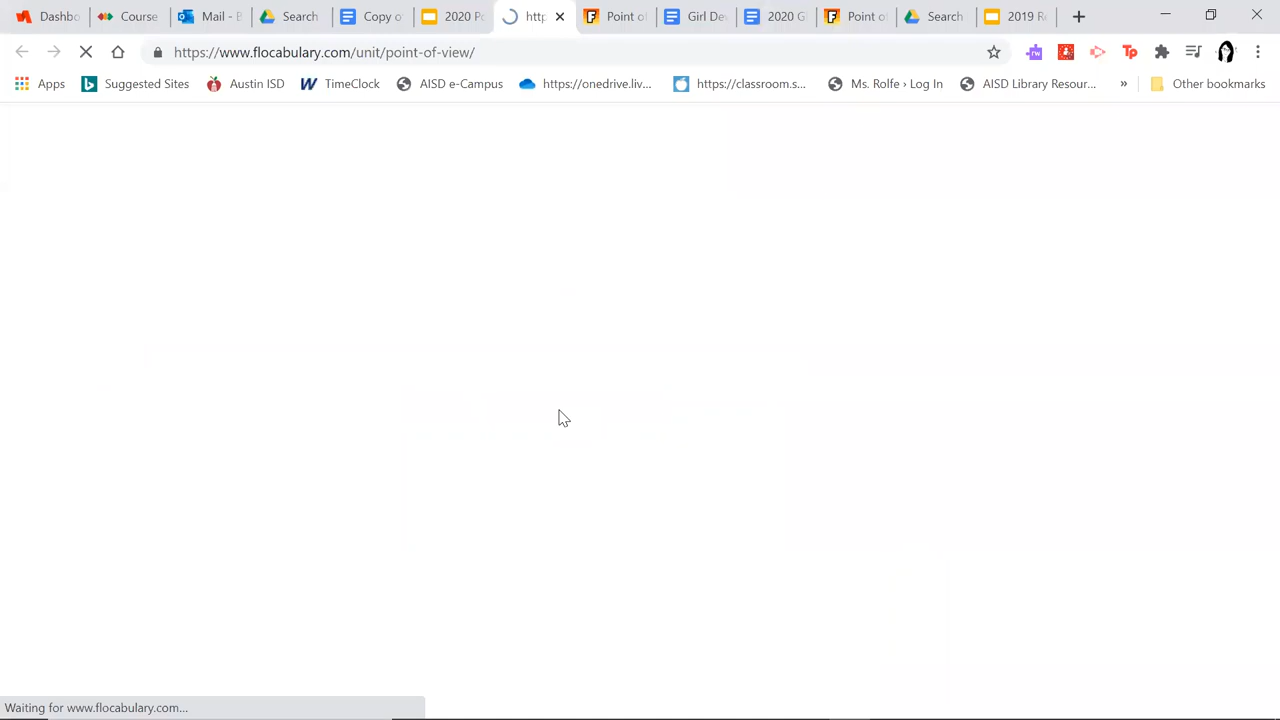 Dashbo Course Mail - B Search Copy o 2020 P http Point of Girl D 2020 G Point of Search 2019 R
https://www.flocabulary.com/unit/point-of-view/
Apps Suggested Sites Austin ISD TimeClock AISD e-Campus https://onedrive.liv... https://classroom.s... Ms. Rolfe › Log In AISD Library Resour... » Other bookmarks
Waiting for www.flocabulary.com...